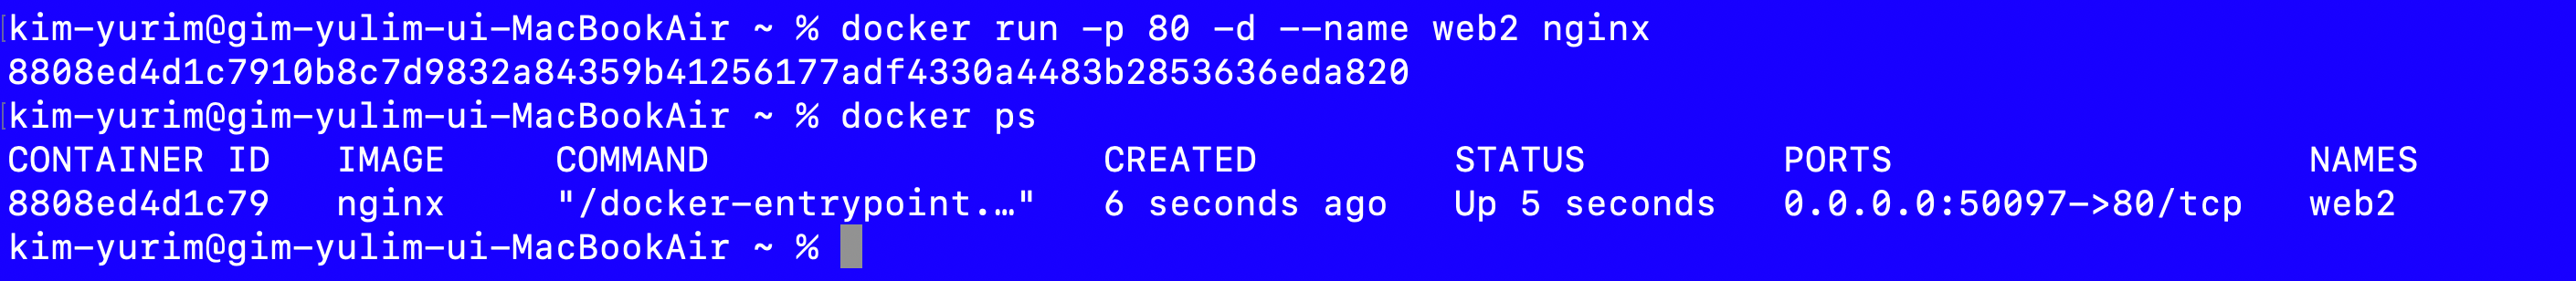 kim-yurim@gim-yulim-ui-MacBookAir ~ % docker run -p 80 -d --name web2 nginx
8808ed4d1c7910b8c7d9832a84359b41256177adf4330a4483b2853636eda820
kim-yurim@gim-yulim-ui-MacBookAir ~ % docker ps
CONTAINER ID   IMAGE     COMMAND                  CREATED         STATUS         PORTS                   NAMES
8808ed4d1c79   nginx     "/docker-entrypoint.…"   6 seconds ago   Up 5 seconds   0.0.0.0:50097->80/tcp   web2
kim-yurim@gim-yulim-ui-MacBookAir ~ %